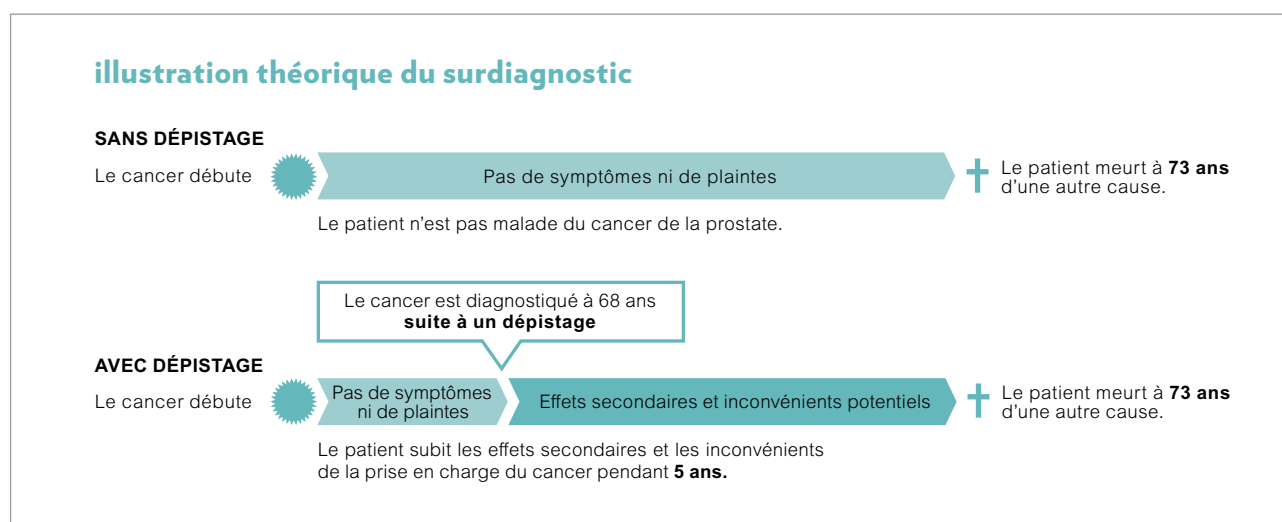 illustration théorique du surdiagnostic
SANS DÉPISTAGE
Le cancer débute
Pas de symptômes ni de plaintes
Le patient meurt à 73 ans
d'une autre cause.
Le patient n'est pas malade du cancer de la prostate.
Le cancer est diagnostiqué à 68 ans
suite à un dépistage
AVEC DÉPISTAGE
Le cancer débute
Pas de symptômes
ni de plaintes
Effets secondaires et inconvénients potentiels
Le patient meurt à 73 ans
d'une autre cause.
Le patient subit les effets secondaires et les inconvénients
de la prise en charge du cancer pendant 5 ans.